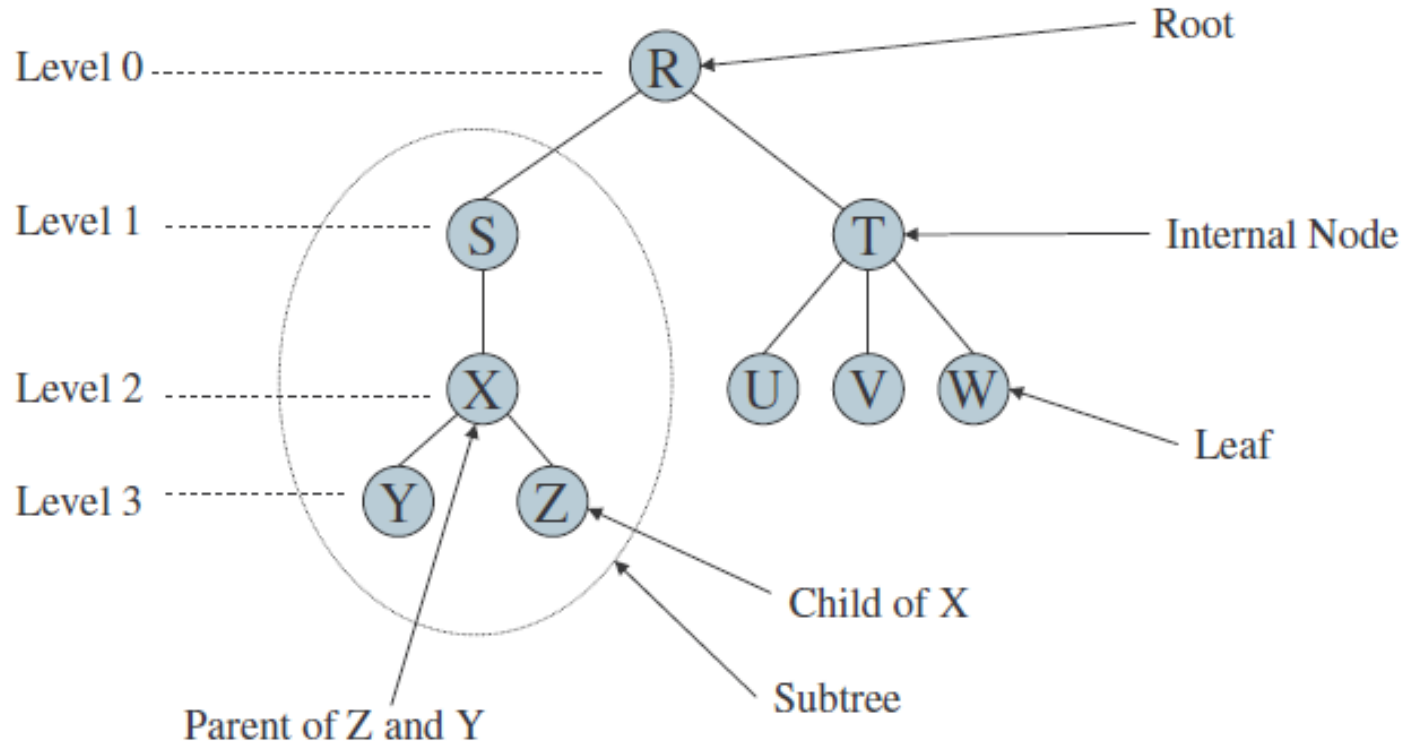 Root
Level 0
R
Level 1
S
T
Internal Node
Level 2
X
U
V
W
Leaf
Level 3
Y
Z
Child of X
Subtree
Parent of Z and Y